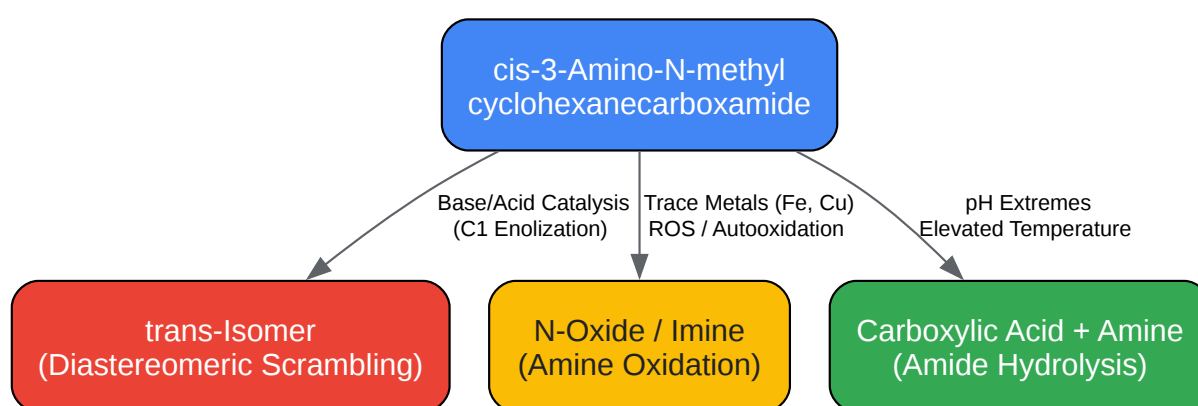 cis-3-Amino-N-methyl
cyclohexanecarboxamide
Base/Acid Catalysis
(C1 Enolization)
Trace Metals (Fe, Cu)
ROS / Autooxidation
pH Extremes
Elevated Temperature
trans-Isomer
(Diastereomeric Scrambling)
N-Oxide / Imine
(Amine Oxidation)
Carboxylic Acid + Amine
(Amide Hydrolysis)